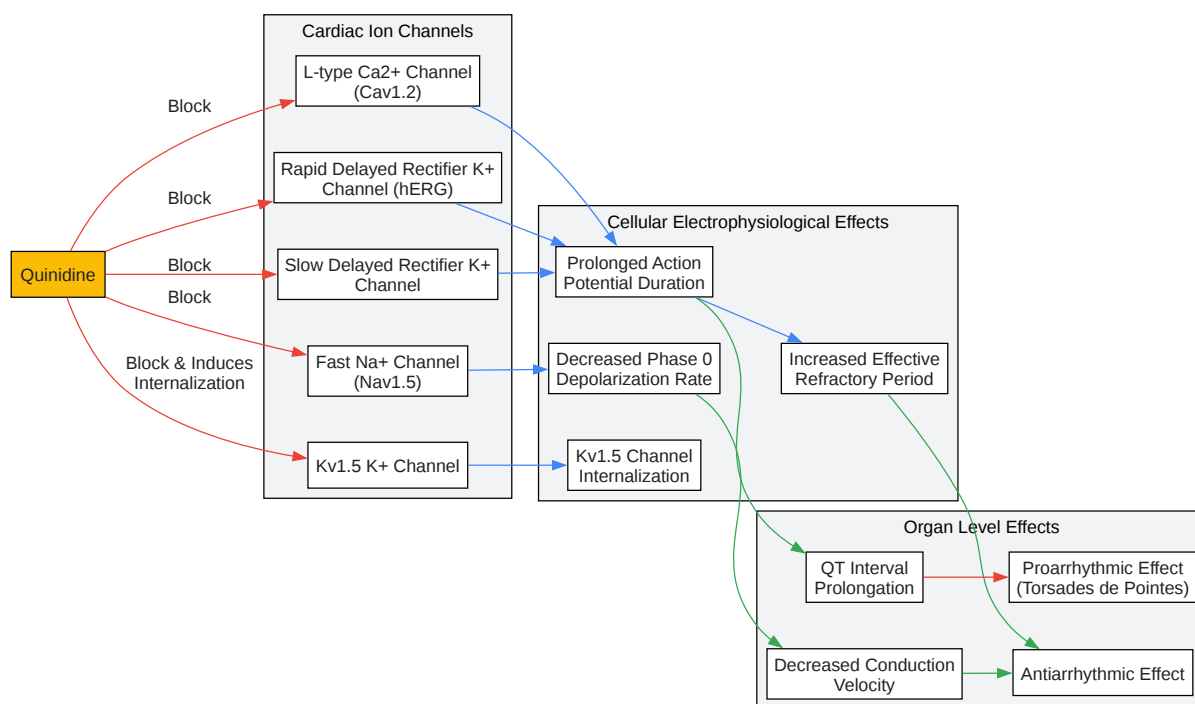 Cardiac Ion Channels
L-type Ca2+ Channel
(Cav1.2)
Block
Rapid Delayed Rectifier K+
Channel (hERG)
Block
Cellular Electrophysiological Effects
Quinidine
Block
Slow Delayed Rectifier K+
Channel
Prolonged Action
Potential Duration
Block
Block & Induces
Internalization
Fast Na+ Channel
(Nav1.5)
Decreased Phase 0
Depolarization Rate
Increased Effective
Refractory Period
Kv1.5 K+ Channel
Kv1.5 Channel
Internalization
Organ Level Effects
QT Interval
Prolongation
Proarrhythmic Effect
(Torsades de Pointes)
Decreased Conduction
Velocity
Antiarrhythmic Effect